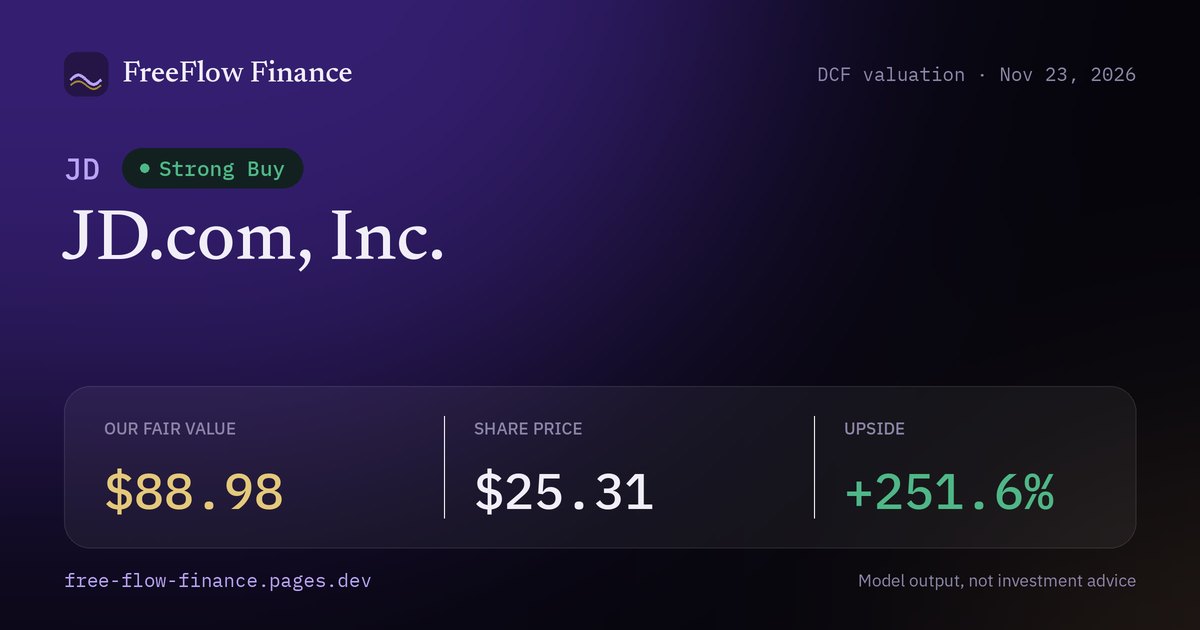 FreeFlow Finance
DCF valuation · Nov 23, 2026
JD
Strong Buy
JD.com, Inc.
OUR FAIR VALUE
$88.98
SHARE PRICE
$25.31
UPSIDE
+251.6%
free-flow-finance.pages.dev
Model output, not investment advice